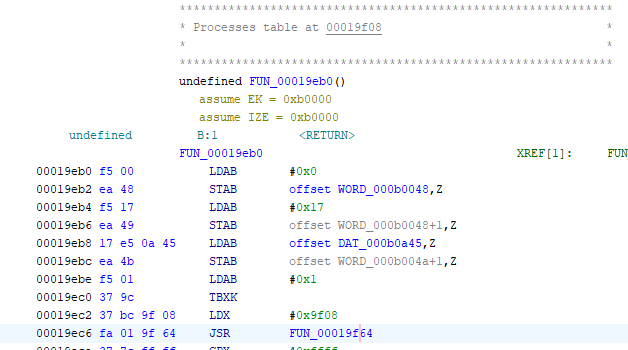 **************************************************************
* Processes table at 00019f08 *
* *
**************************************************************
undefined FUN_00019eb0()
assume EK = 0xb0000
assume IZE = 0xb0000
undefined B:1 <RETURN>
FUN_00019eb0 XREF[1]: FUN
00019eb0 f5 00 LDAB #0x0
00019eb2 ea 48 STAB offset WORD_000b0048,Z
00019eb4 f5 17 LDAB #0x17
00019eb6 ea 49 STAB offset WORD_000b0048+1,Z
00019eb8 17 e5 0a 45 LDAB offset DAT_000b0a45,Z
00019ebc ea 4b STAB offset WORD_000b004a+1,Z
00019ebe f5 01 LDAB #0x1
00019ec0 37 9c TBXK
00019ec2 37 bc 9f 08 LDX #0x9f08
00019ec6 fa 01 9f 64 JSR FUN_00019f64